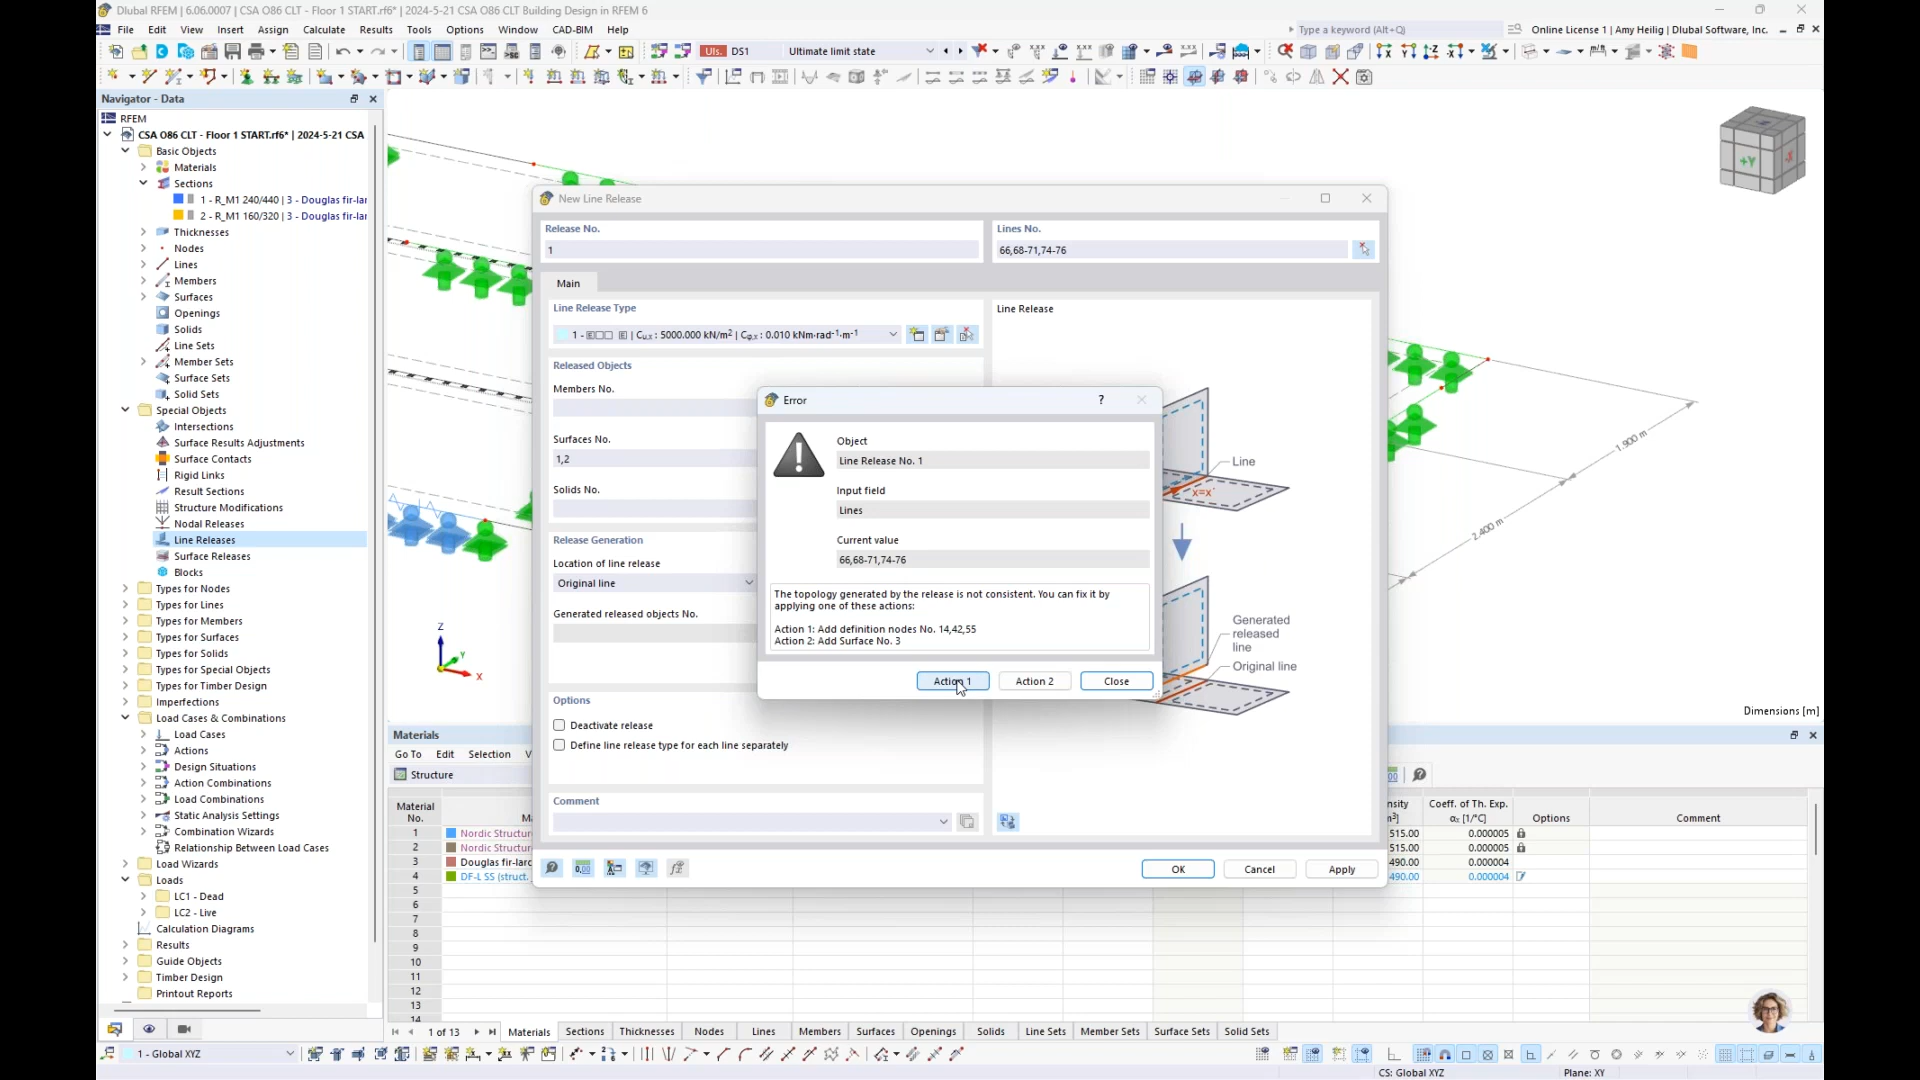 Dlubal RFEM | 6.06.0007 | CSA O86 CLT - Floor 1 START.rf6* | 2024-5-21 CSA O86 CLT Building Design in RFEM 6
File Edit View Insert Assign Calculate Results Tools Options Window CAD-BIM Help
Type a keyword (Alt+Q)
Online License 1 | Amy Heilig | Dlubal Software, Inc.
Uls. DS1 Ultimate limit state
Navigator - Data
RFEM
CSA O86 CLT - Floor 1 START.rf6* | 2024-5-21 CSA
Basic Objects
Materials
Sections
1 - R_M1 240/440 | 3 - Douglas fir-lar
2 - R_M1 160/320 | 3 - Douglas fir-lar
Thicknesses
Nodes
Lines
Members
Surfaces
Openings
Solids
Line Sets
Member Sets
Surface Sets
Solid Sets
Special Objects
Intersections
Surface Results Adjustments
Surface Contacts
Rigid Links
Result Sections
Structure Modifications
Nodal Releases
Line Releases
Surface Releases
Blocks
Types for Nodes
Types for Lines
Types for Members
Types for Surfaces
Types for Solids
Types for Special Objects
Types for Timber Design
Imperfections
Load Cases & Combinations
Load Cases
Actions
Design Situations
Action Combinations
Load Combinations
Static Analysis Settings
Combination Wizards
Relationship Between Load Cases
Load Wizards
Loads
LC1 - Dead
LC2 - Live
Calculation Diagrams
Results
Guide Objects
Timber Design
Printout Reports
1 - Global XYZ
New Line Release
Release No.
1
Lines No.
66,68-71,74-76
Main
Line Release Type
Line Release
Released Objects
Members No.
Surfaces No.
1,2
Solids No.
Release Generation
Location of line release
Original line
Generated released objects No.
Options
Deactivate release
Define line release type for each line separately
Comment
Line
x=x'
Generated
released
line
Original line
OK Cancel Apply
Error
?
Object
Line Release No. 1
Input field
Lines
Current value
66,68-71,74-76
The topology generated by the release is not consistent. You can fix it by
applying one of these actions:
Action 1: Add definition nodes No. 14,42,55
Action 2: Add Surface No. 3
Action 1 Action 2 Close
+Y -X
Z
Y
X
1.900 m
2.400 m
Dimensions [m]
Materials
Go To Edit Selection V
Structure
Material
No.
Coeff. of Th. Exp.
Options
Comment
1 Nordic Structure 515.00 0.000005
2 Nordic Structure 515.00 0.000005
3 Douglas fir-larc 490.00 0.000004
4 DF-L SS (struct. 490.00 0.000004
5
6
7
8
9
10
11
12
13
14
1 of 13 Materials Sections Thicknesses Nodes Lines Members Surfaces Openings Solids Line Sets Member Sets Surface Sets Solid Sets
CS: Global XYZ Plane: XY